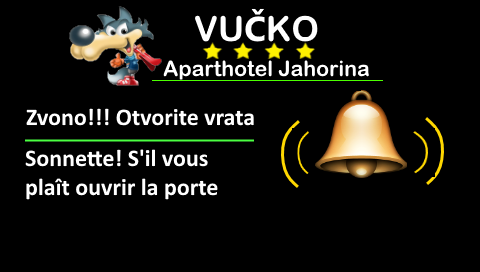 VUČKO
Aparthotel Jahorina
Zvono!!! Otvorite vrata
Sonnette! S'il vous
plaît ouvrir la porte